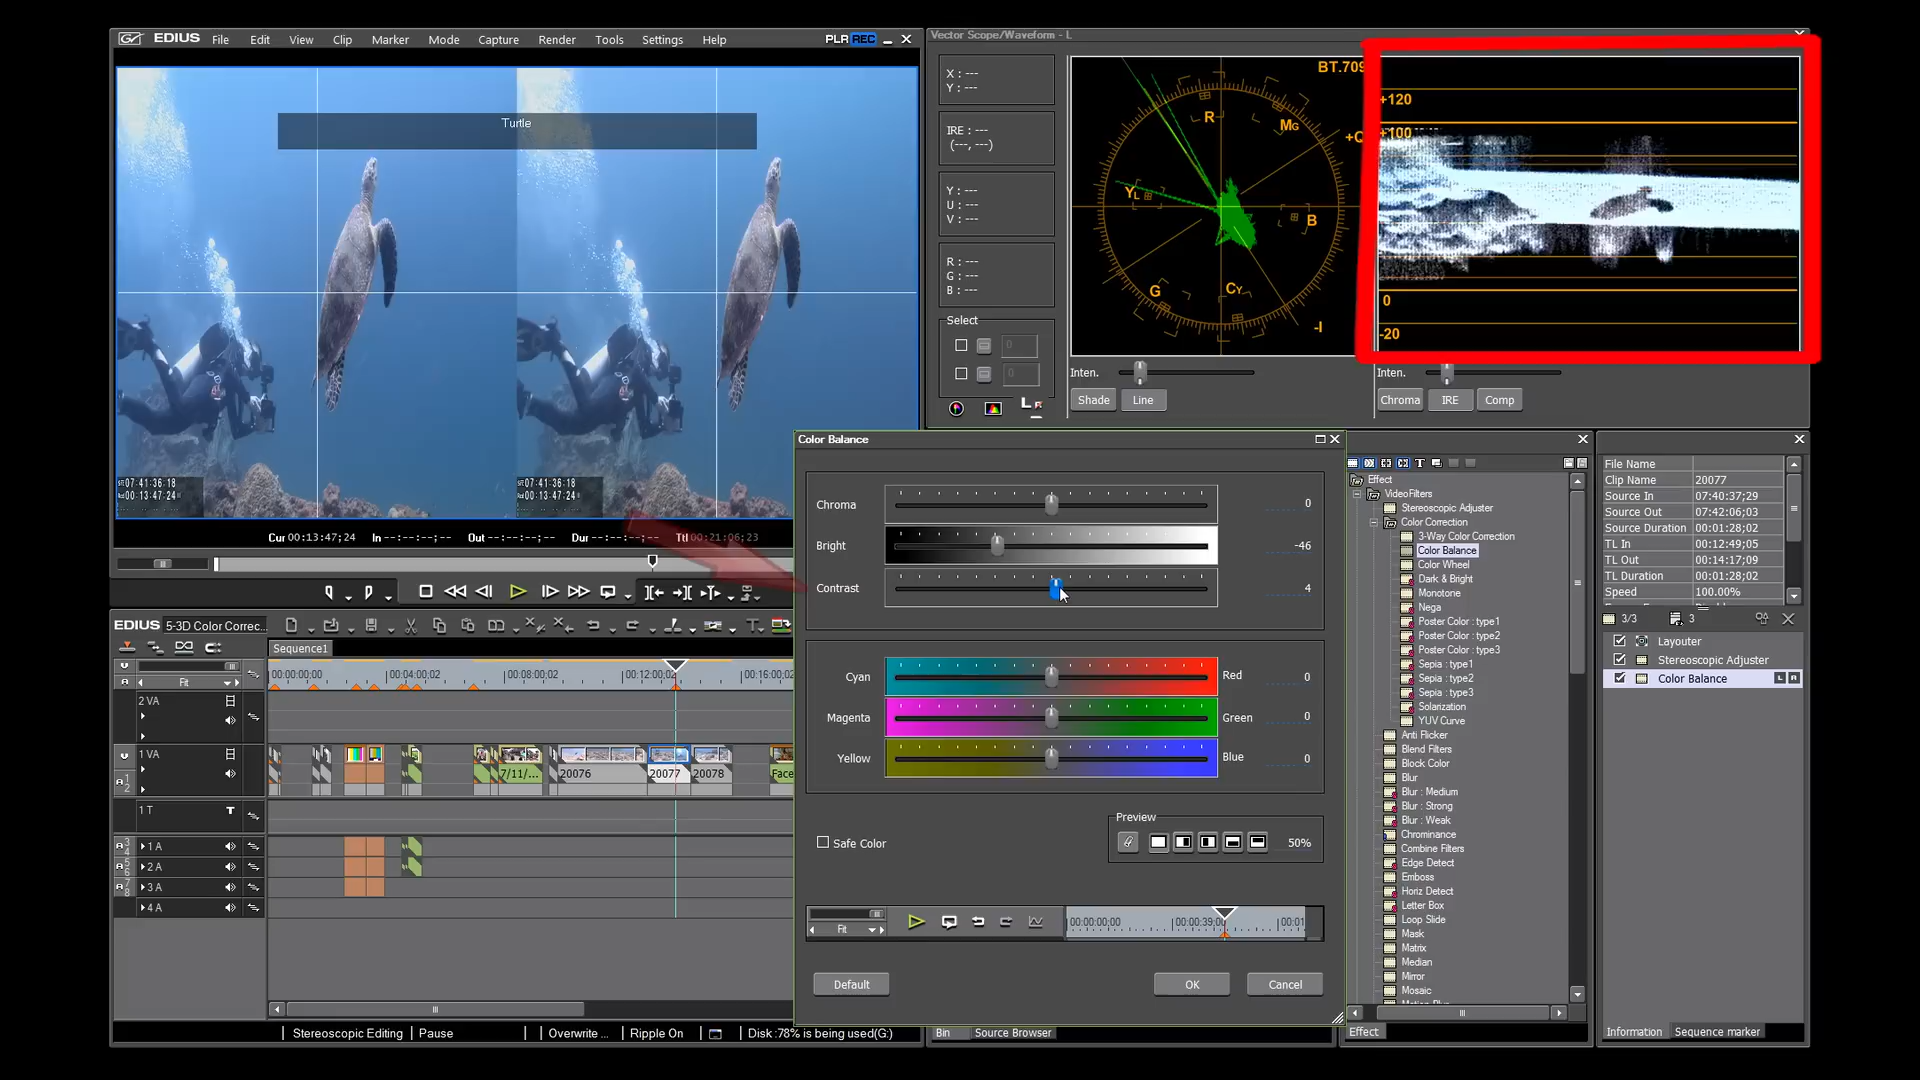 EDIUS File Edit View Clip Marker Mode Capture Render Tools Settings Help PLR REC
Turtle
07:41:36:18
00:13:47:24
07:41:36:18
00:13:47:24
Cur 00:13:47;24 In --:--:--;-- Out --:--:--;-- Dur --:--:--;-- Ttl 00:21:06;23
Vector Scope/Waveform - L
X : ---
Y : ---
IRE : ---
(---, ---)
Y : ---
U : ---
V : ---
R : ---
G : ---
B : ---
Select
0
0
L R
BT.709
R
MG
+Q
YL
B
G
CY
-I
+120
+100
0
-20
Inten.
Shade Line
Inten.
Chroma IRE Comp
EDIUS 5-3D Color Correc...
Sequence1
Fit
00:00:00;00 00:04:00;02 00:08:00;02 00:12:00;02 00:16:00;02
2 VA
1 VA
1
2
7/11/... 20076 20077 20078 Face
1 T
1 A
2 A
3 A
4 A
Stereoscopic Editing Pause Overwrite ... Ripple On Disk :78% is being used(G:)
Color Balance
Chroma 0
Bright -46
Contrast 4
Cyan Red 0
Magenta Green 0
Yellow Blue 0
Safe Color
Preview
50%
Fit
00:00:00;00 00:00:39;00 00:01
Default OK Cancel
Bin Source Browser
Effect
VideoFilters
Stereoscopic Adjuster
Color Correction
3-Way Color Correction
Color Balance
Color Wheel
Dark & Bright
Monotone
Nega
Poster Color : type1
Poster Color : type2
Poster Color : type3
Sepia : type1
Sepia : type2
Sepia : type3
Solarization
YUV Curve
Anti Flicker
Blend Filters
Block Color
Blur
Blur : Medium
Blur : Strong
Blur : Weak
Chrominance
Combine Filters
Edge Detect
Emboss
Horiz Detect
Letter Box
Loop Slide
Mask
Matrix
Median
Mirror
Mosaic
Motion Blur
Effect
File Name
Clip Name 20077
Source In 07:40:37;29
Source Out 07:42:06;03
Source Duration 00:01:28;02
TL In 00:12:49;05
TL Out 00:14:17;09
TL Duration 00:01:28;02
Speed 100.00%
3/3 3
Layouter
Stereoscopic Adjuster
Color Balance L R
Information Sequence marker